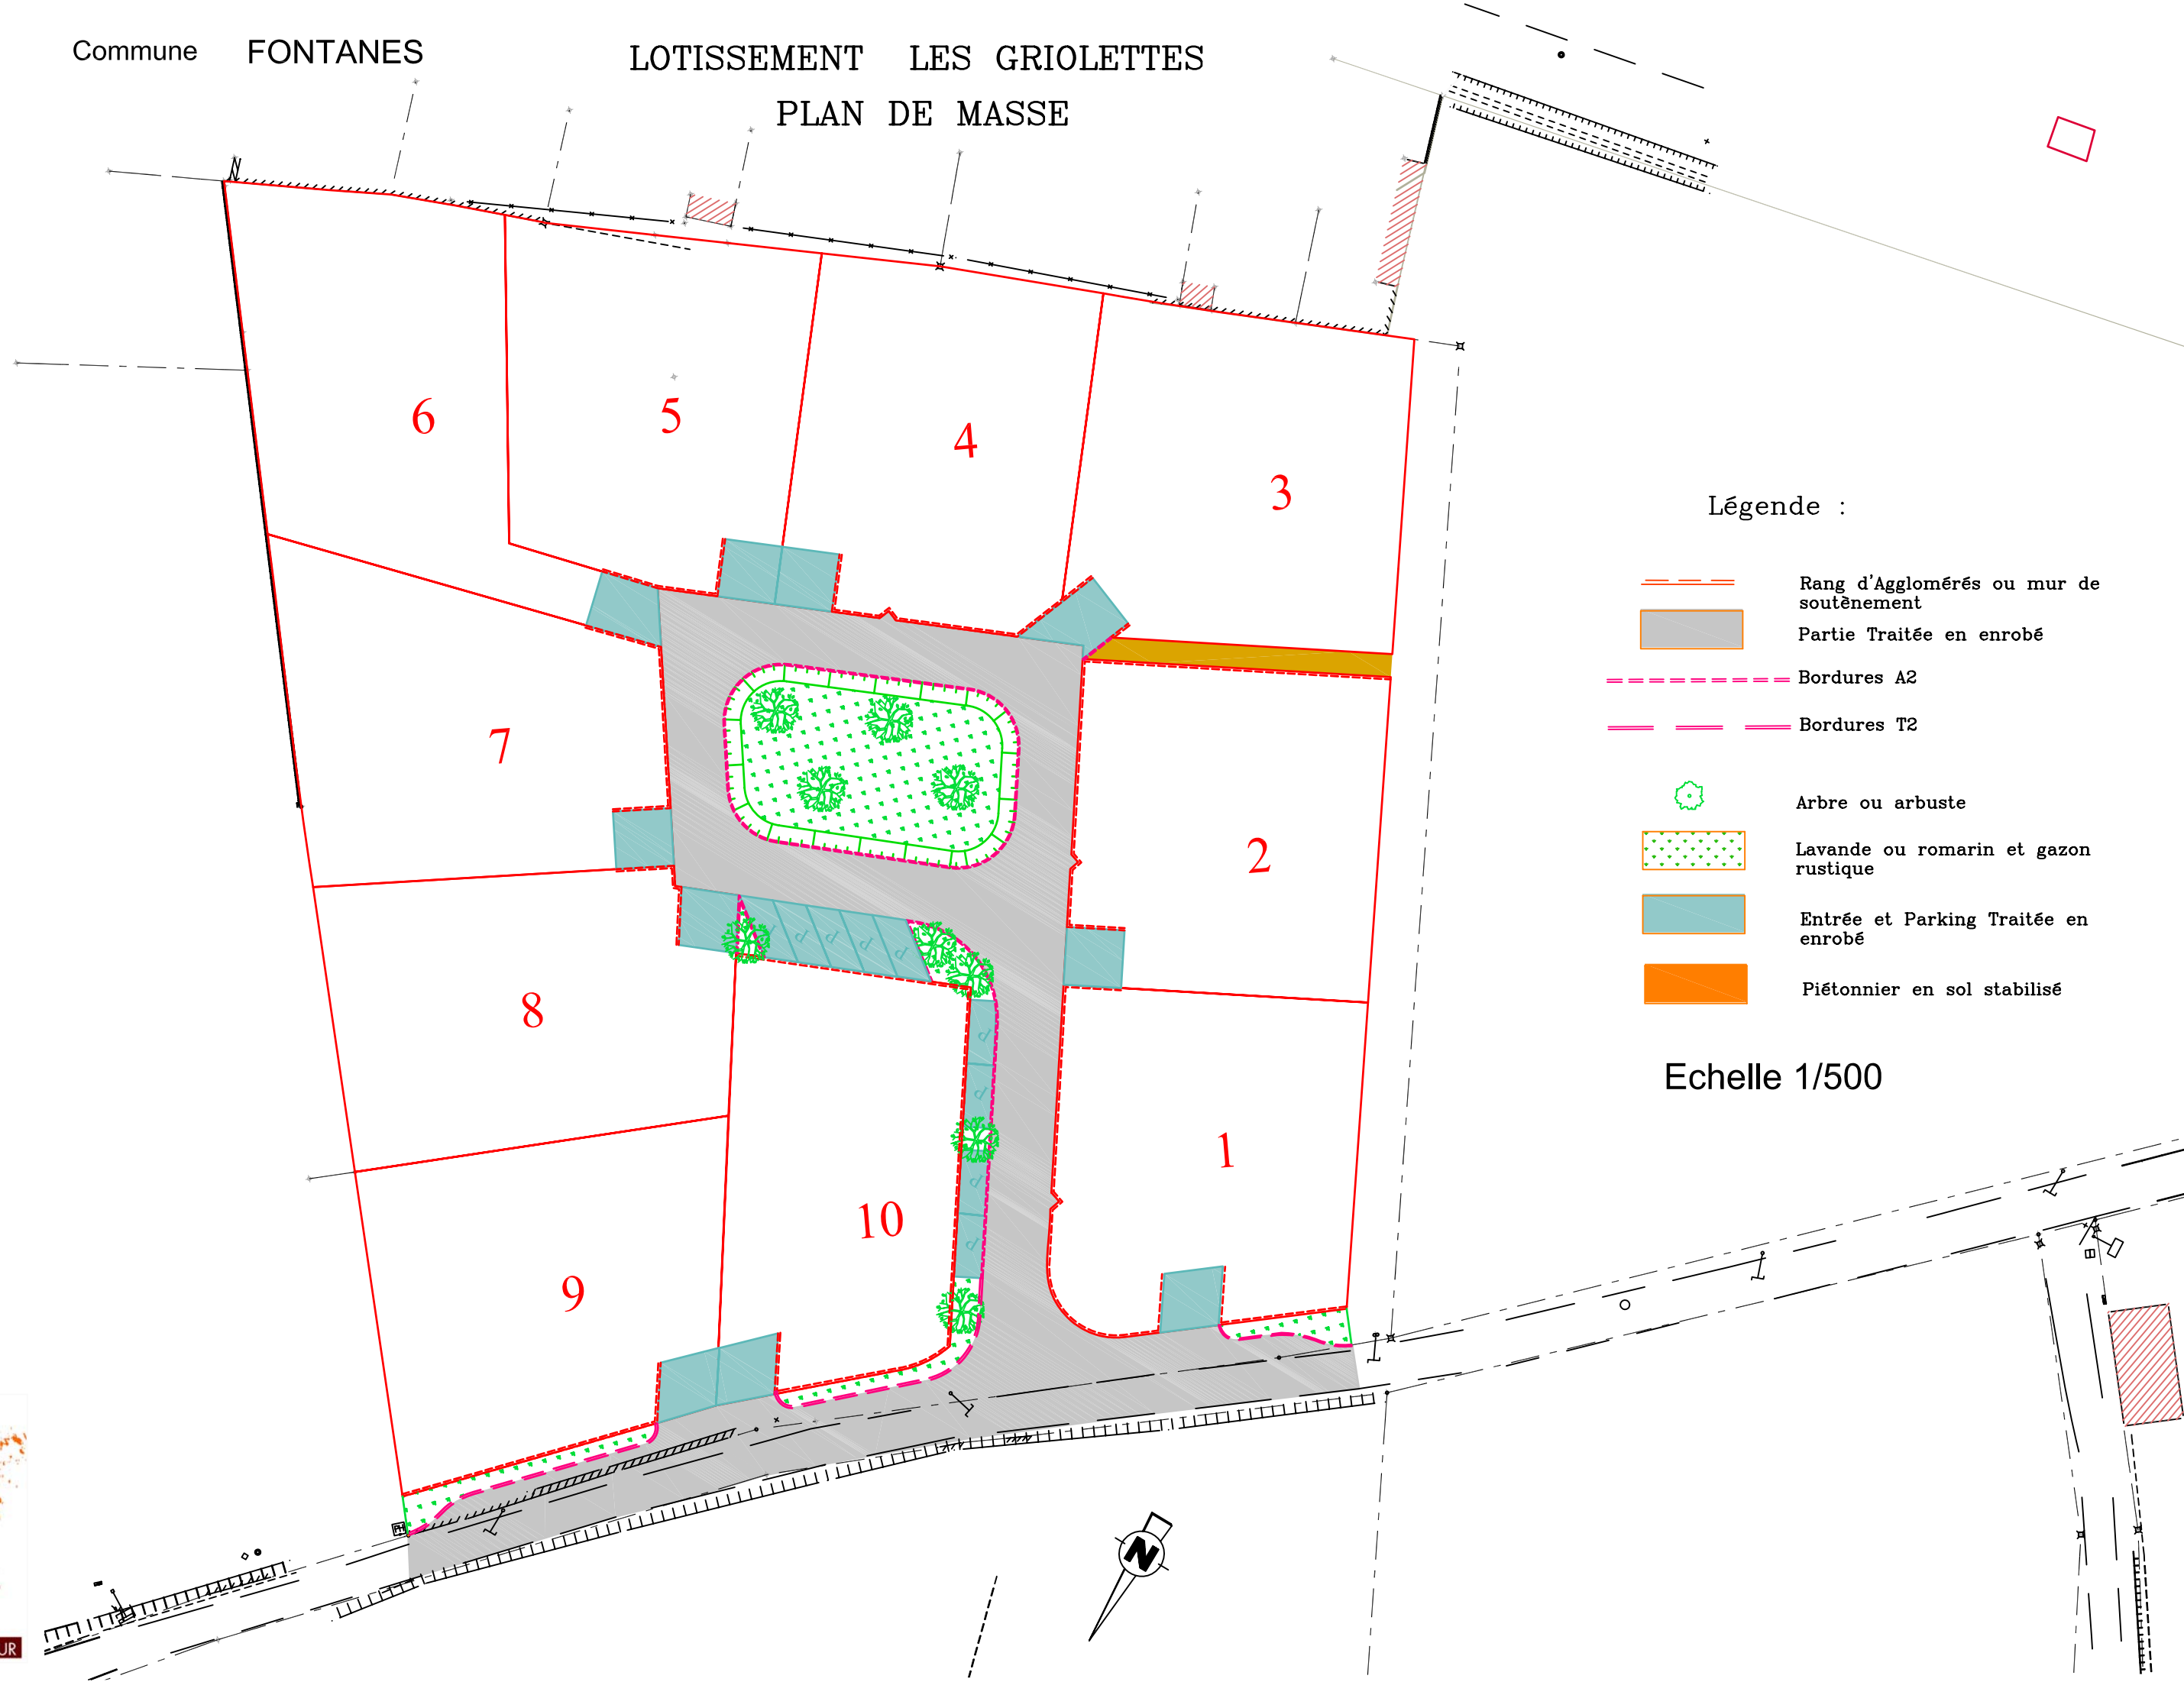 Commune FONTANES
LOTISSEMENT LES GRIOLETTES
PLAN DE MASSE
6
5
4
3
Légende :
Rang d'Agglomérés ou mur de
soutènement
Partie Traitée en enrobé
Bordures A2
Bordures T2
Arbre ou arbuste
Lavande ou romarin et gazon
rustique
Entrée et Parking Traitée en
enrobé
Piétonnier en sol stabilisé
Echelle 1/500
7
2
P P P P
8
P
P
1
P
10
P
9
PH
N
UR